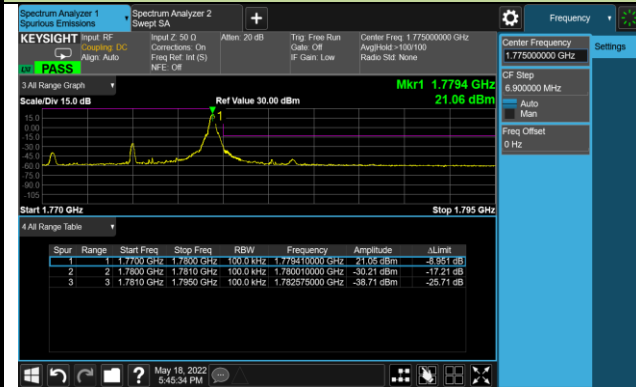 Spectrum Analyzer 1
Spurious Emissions
Spectrum Analyzer 2
Swept SA
Frequency
KEYSIGHT
Input: RF
Coupling: DC
Align: Auto
PASS
Input Z: 50 Ω
Corrections: On
Freq Ref: Int (S)
NFE: Off
Atten: 20 dB
Trig: Free Run
Gate: Off
IF Gain: Low
Center Freq: 1.775000000 GHz
Avg|Hold:>100/100
Radio Std: None
Center Frequency
1.775000000 GHz
Settings
CF Step
6.900000 MHz
Auto
Man
Freq Offset
0 Hz
3 All Range Graph
Mkr1 1.7794 GHz
21.06 dBm
Scale/Div 15.0 dB
Ref Value 30.00 dBm
1
15.0
0.00
-15.0
-30.0
-45.0
-60.0
-75.0
-90.0
-105
Start 1.770 GHz
Stop 1.795 GHz
4 All Range Table
Spur Range Start Freq Stop Freq RBW Frequency Amplitude ΔLimit
1 1 1.7700 GHz 1.7800 GHz 100.0 kHz 1.779410000 GHz 21.05 dBm -8.951 dB
2 2 1.7800 GHz 1.7810 GHz 100.0 kHz 1.780010000 GHz -30.21 dBm -17.21 dB
3 3 1.7810 GHz 1.7950 GHz 100.0 kHz 1.782575000 GHz -38.71 dBm -25.71 dB
?
May 18, 2022
5:45:34 PM